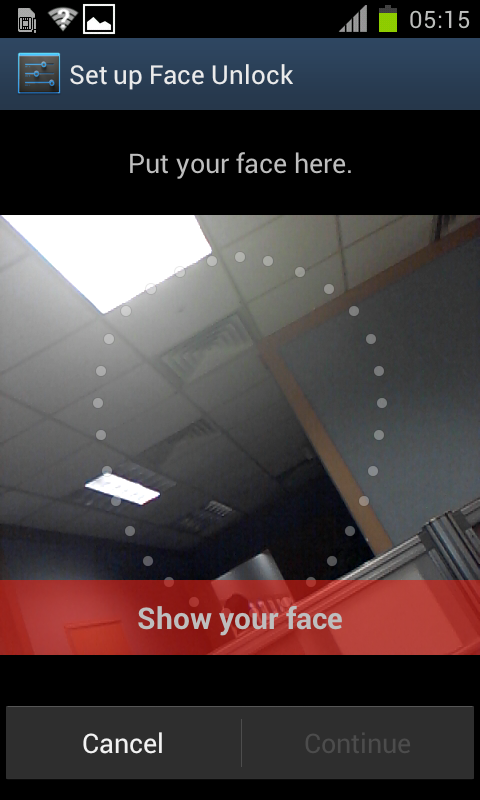 05:15
Set up Face Unlock
Put your face here.
Show your face
Cancel
Continue